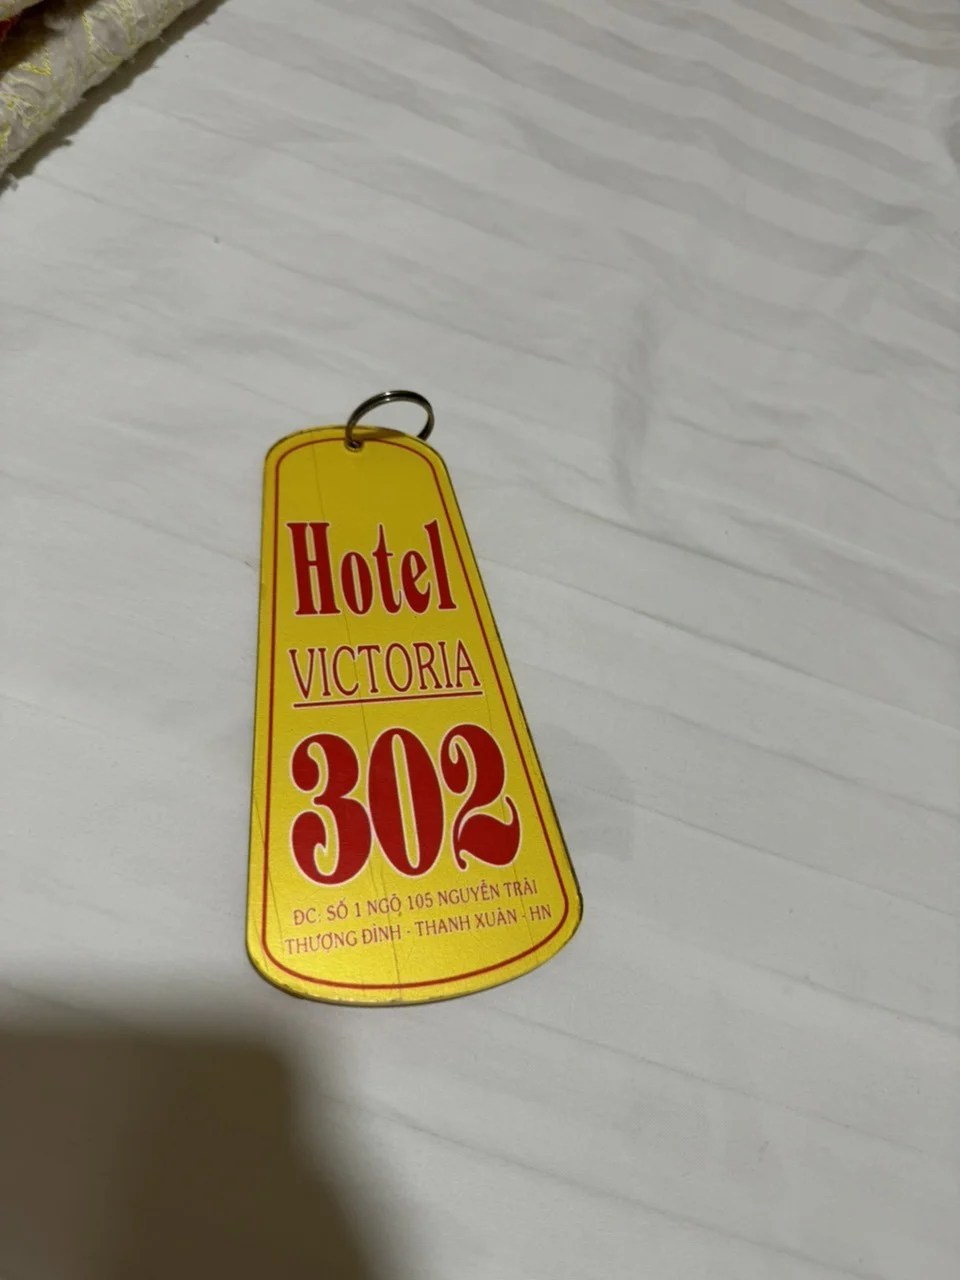 Hotel
VICTORIA
302
ĐC: SỐ 1 NGÕ 105 NGUYỄN TRÃI
THƯỢNG ĐÌNH - THANH XUÂN - HN